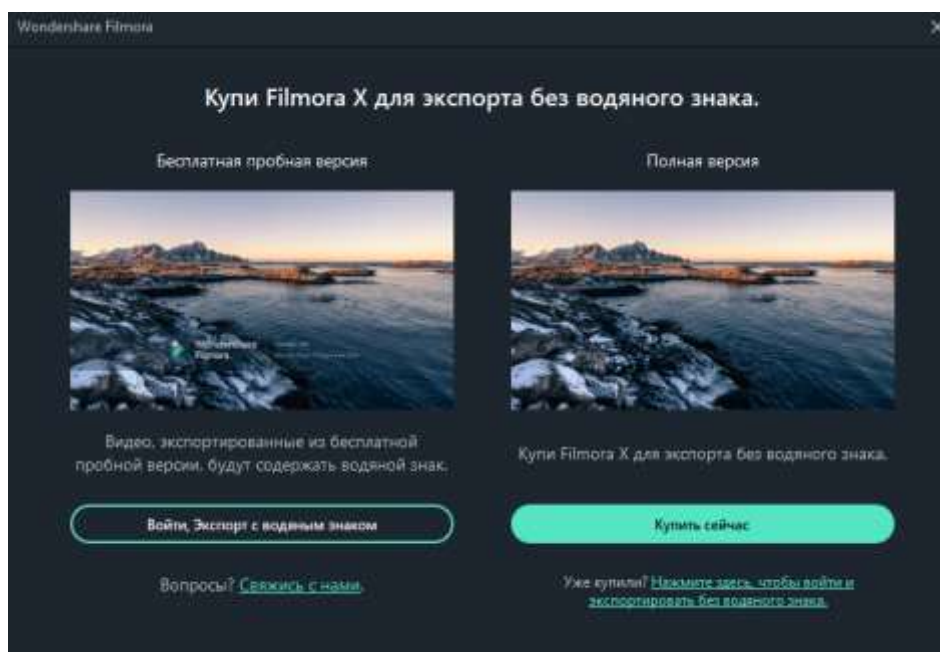 Wondershare Filmora
Купи Filmora X для экспорта без водяного знака.
Бесплатная пробная версия
Полная версия
Wondershare
Filmora
Видео, экспортированные из бесплатной
пробной версии, будут содержать водяной знак.
Купи Filmora X для экспорта без водяного знака.
Войти, Экспорт с водяным знаком
Купить сейчас
Вопросы? Свяжись с нами.
Уже купили? Нажмите здесь, чтобы войти и
экспортировать без водяного знака.